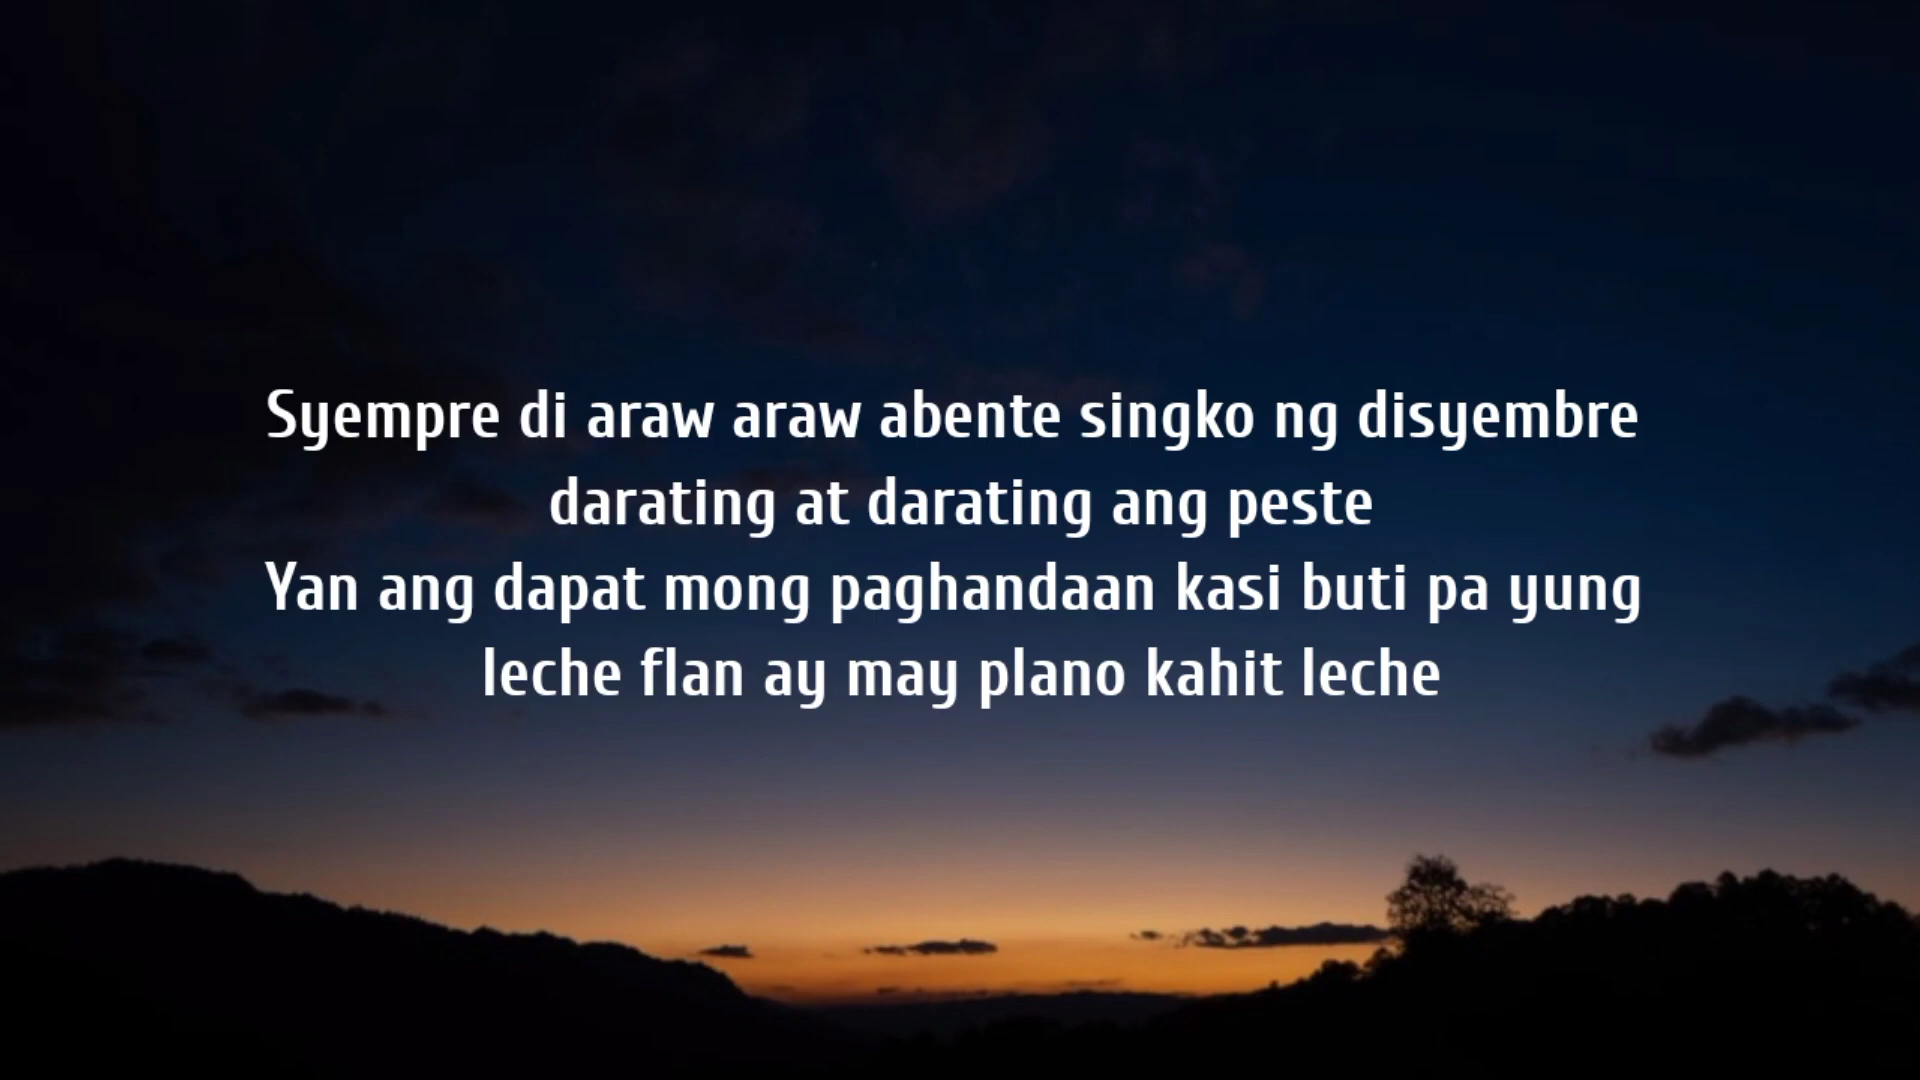 Syempre di araw araw abente singko ng disyembre
darating at darating ang peste
Yan ang dapat mong paghandaan kasi buti pa yung
leche flan ay may plano kahit leche